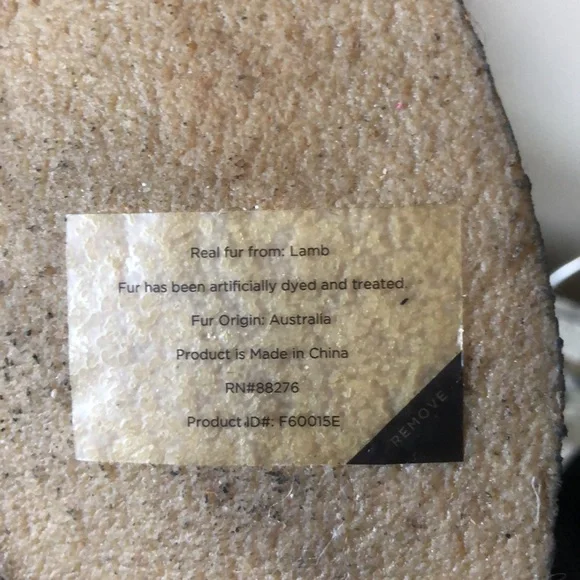 Real fur from: Lamb
Fur has been artificially dyed and treated.
Fur Origin: Australia
Product is Made in China
RN#88276
Product ID#: F60015E
REMOVE